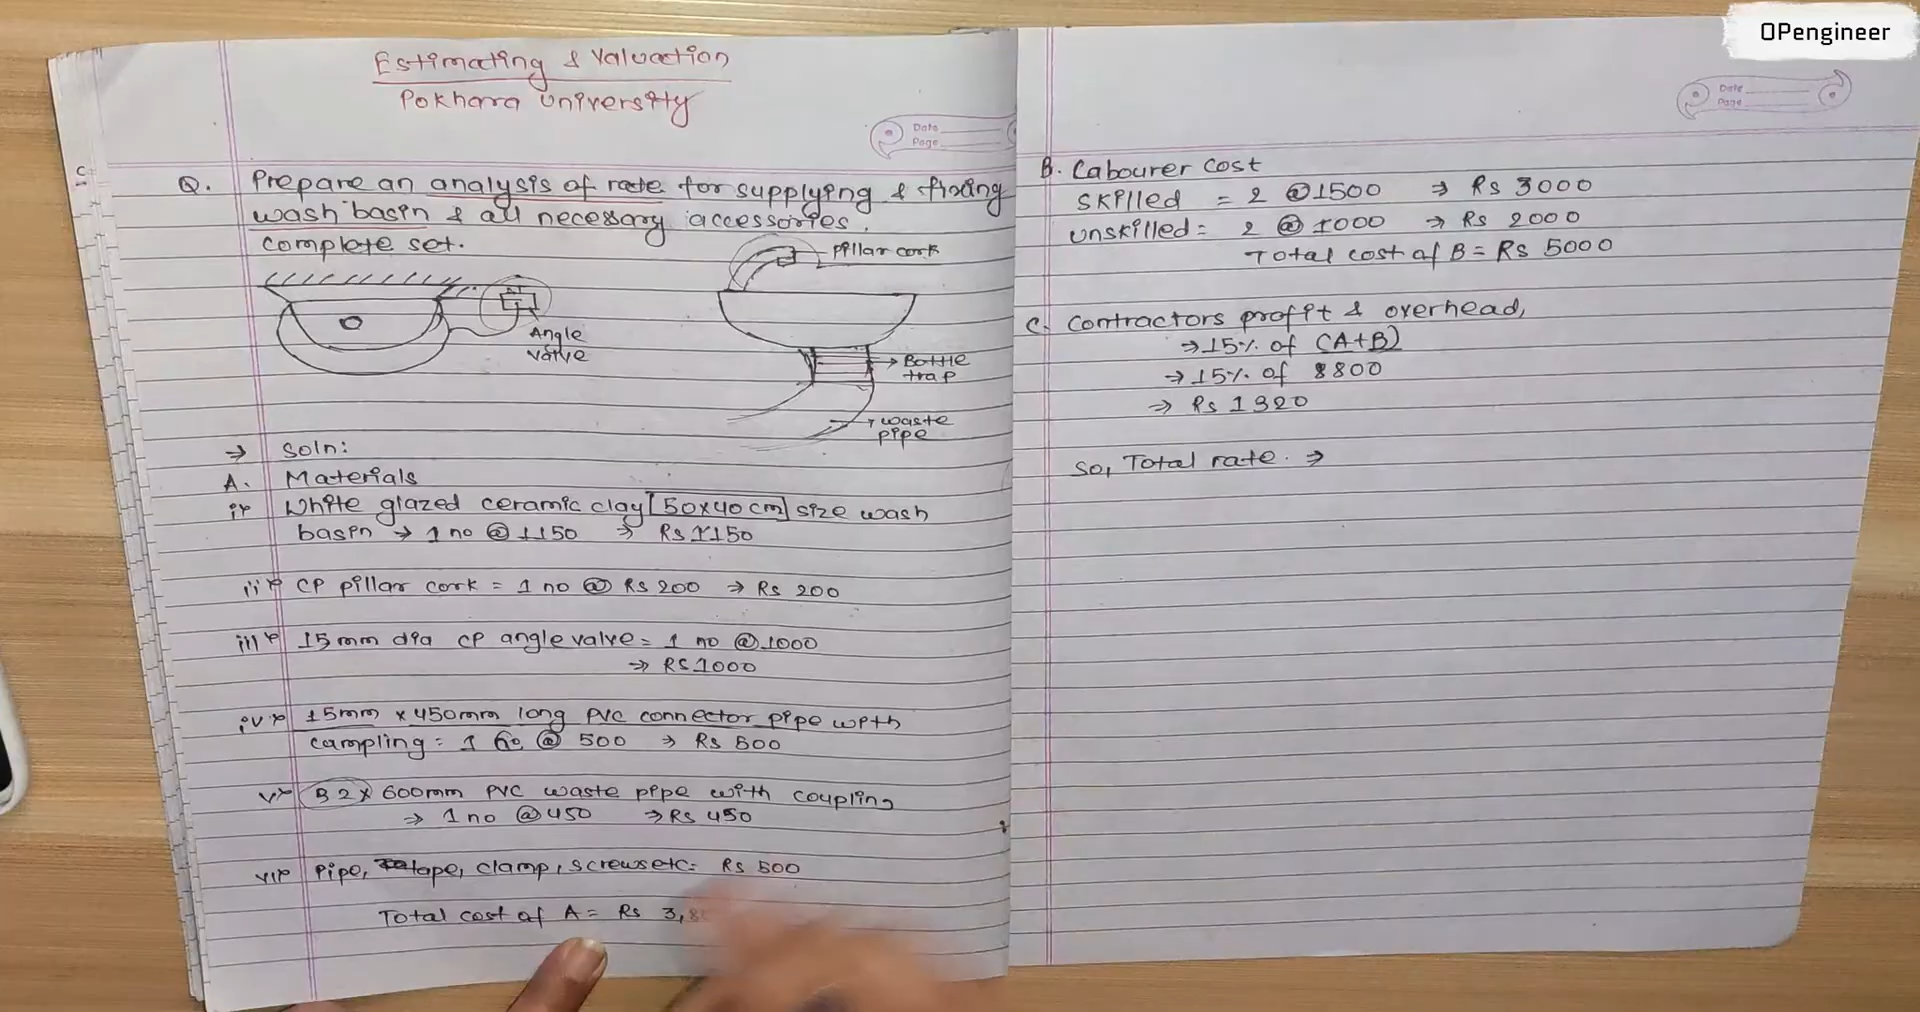 OPengineer
Estimating & Valuation
Pokhara University
Date
Page
Q. Prepare an analysis of rate for supplying & fixing
wash basin & all necessary accessories.
complete set.
Pillar cork
Angle
valve
Bottle
trap
waste
pipe
→ Soln:
A. Materials
i) White glazed ceramic clay [50x40 cm] size wash
basin → 1 no @ 1150 → Rs 1150
ii) CP pillar cork = 1 no @ Rs 200 → Rs 200
iii) 15mm dia CP angle valve = 1 no @ 1000
⇒ RS 1000
iv) 15mm x 450mm long PVC connector pipe with
campling = 1 no @ 500 → Rs 500
v) 32 x 600mm PVC waste pipe with coupling
⇒ 1 no @ 450 → Rs 450
vi) Pipe, tape, clamp, screws etc = Rs 500
Total cost of A = Rs 3,8
Date
Page
B. Labourer cost
Skilled = 2 @ 1500 ⇒ Rs 3000
Unskilled = 2 @ 1000 ⇒ Rs 2000
Total cost of B = Rs 5000
C. Contractors profit & overhead,
⇒ 15% of (A+B)
→ 15% of 8800
⇒ Rs 1320
So, Total rate. ⇒